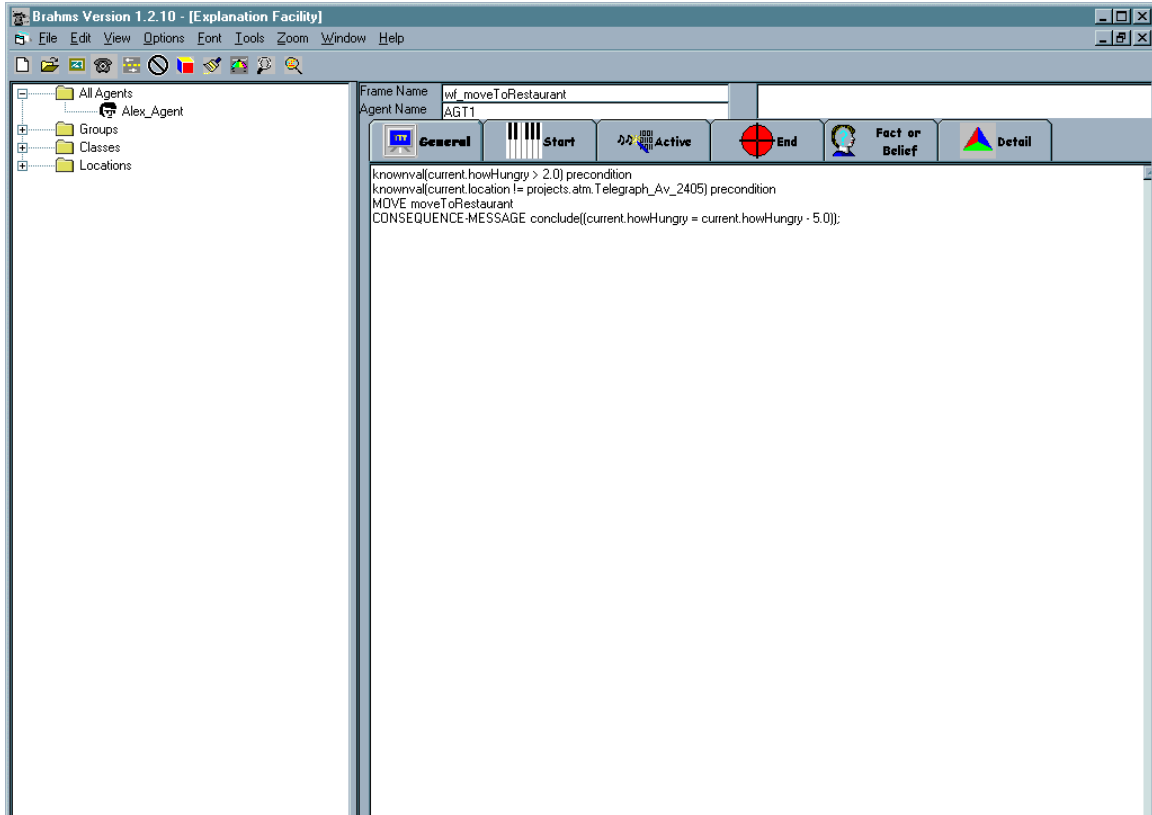 Brahms Version 1.2.10 - [Explanation Facility]
File Edit View Options Font Tools Zoom Window Help
All Agents
Alex_Agent
Groups
Classes
Locations
Frame Name wf_moveToRestaurant
Agent Name AGT1
General Start Active End Fact or Belief Detail
knownval(current.howHungry > 2.0) precondition
knownval(current.location != projects.atm.Telegraph_Av_2405) precondition
MOVE moveToRestaurant
CONSEQUENCE-MESSAGE conclude((current.howHungry = current.howHungry - 5.0));